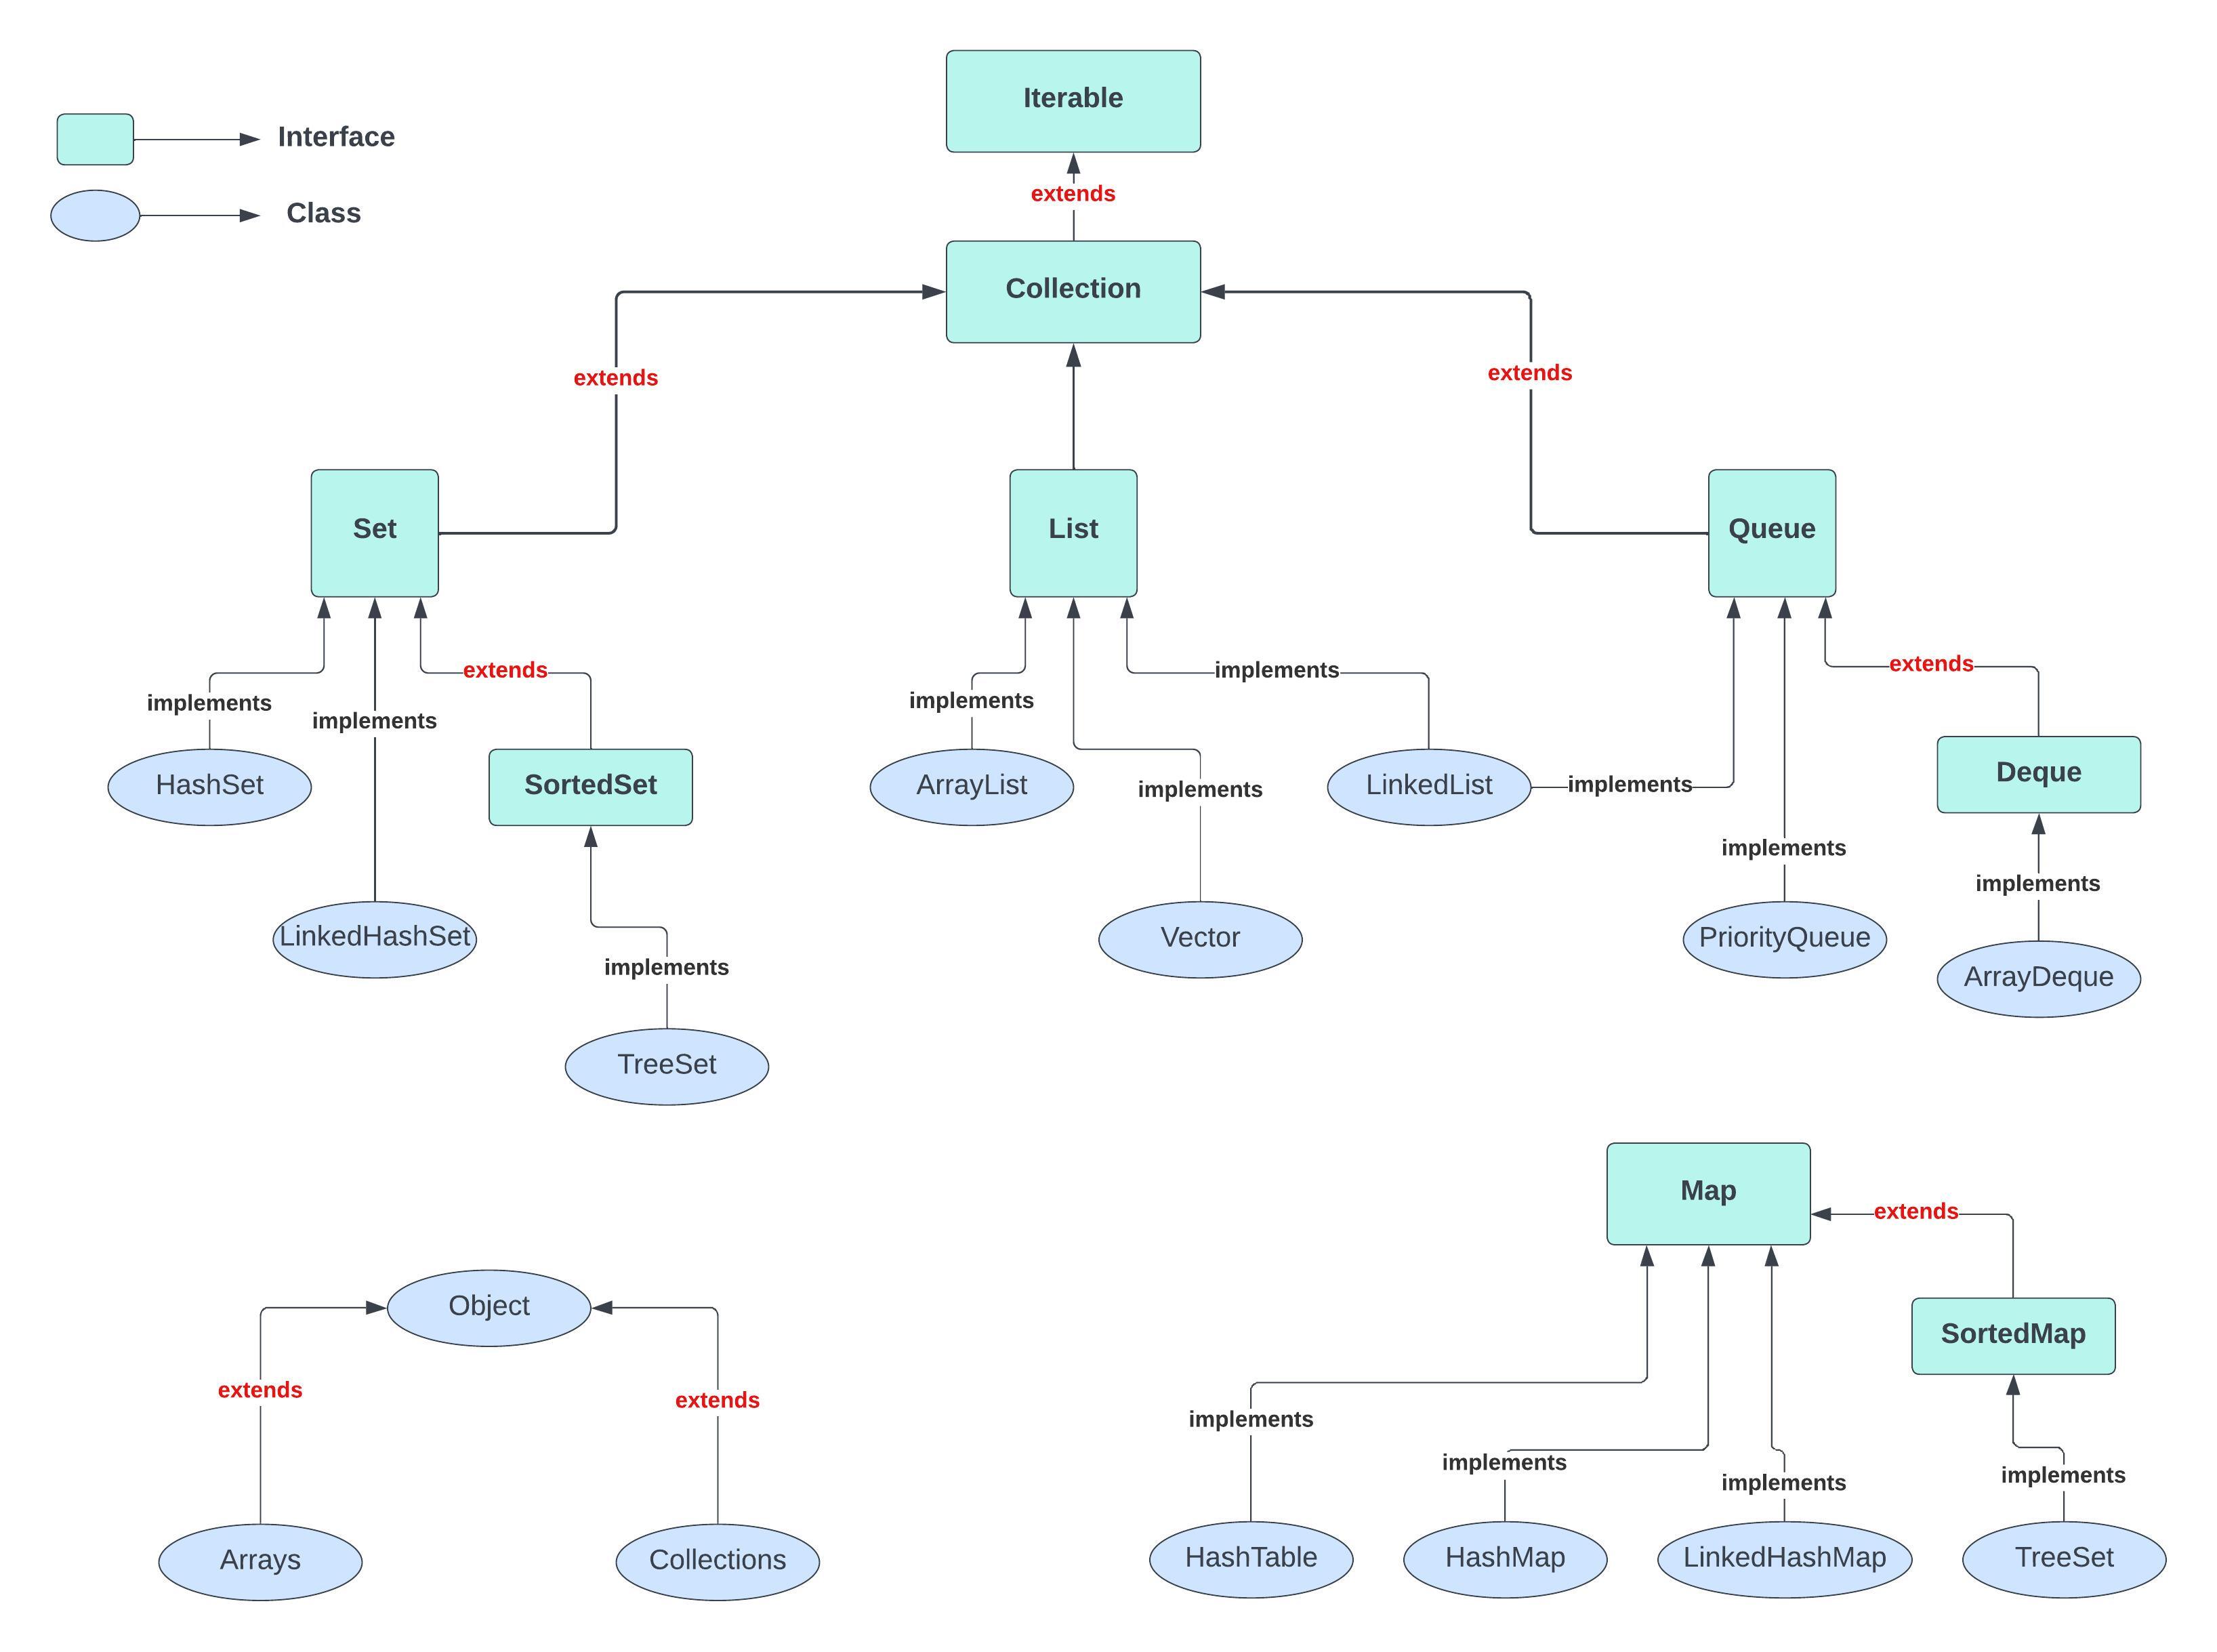 Iterable
Interface
extends
Class
Collection
extends
extends
Set
List
Queue
extends
implements
extends
implements
implements
implements
HashSet
SortedSet
ArrayList
implements
LinkedList
implements
Deque
implements
implements
LinkedHashSet
Vector
PriorityQueue
implements
ArrayDeque
TreeSet
Map
extends
Object
SortedMap
extends
extends
implements
implements
implements
implements
Arrays
Collections
HashTable
HashMap
LinkedHashMap
TreeSet